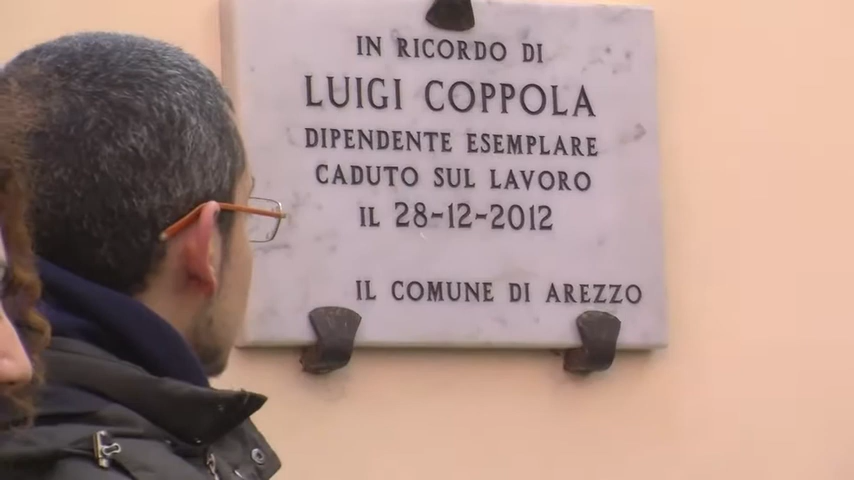 IN RICORDO DI
LUIGI COPPOLA
DIPENDENTE ESEMPLARE
CADUTO SUL LAVORO
IL 28-12-2012
IL COMUNE DI AREZZO